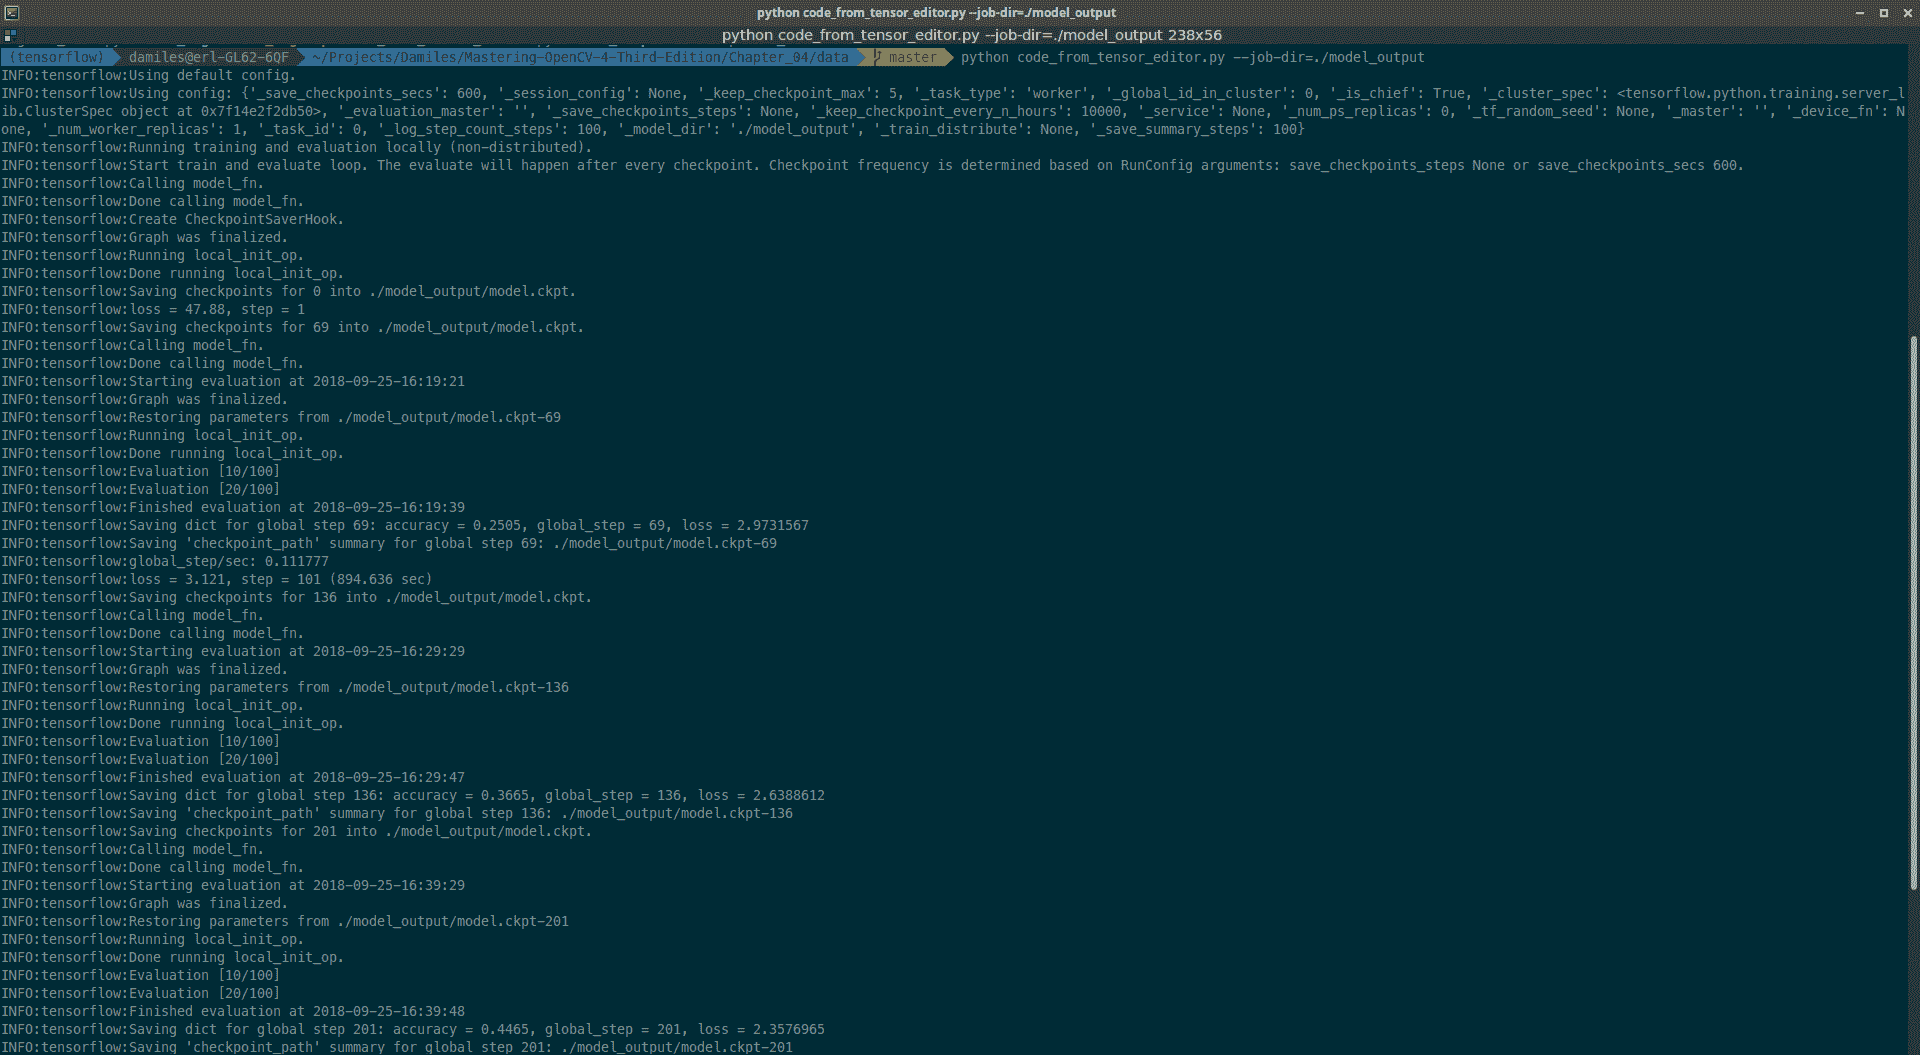 python code_from_tensor_editor.py --job-dir=./model_output
python code_from_tensor_editor.py --job-dir=./model_output 238x56
(tensorflow) damiles@erl-GL62-6QF ~/Projects/Damiles/Mastering-OpenCV-4-Third-Edition/Chapter_04/data master python code_from_tensor_editor.py --job-dir=./model_output
INFO:tensorflow:Using default config.
INFO:tensorflow:Using config: {'_save_checkpoints_secs': 600, '_session_config': None, '_keep_checkpoint_max': 5, '_task_type': 'worker', '_global_id_in_cluster': 0, '_is_chief': True, '_cluster_spec': <tensorflow.python.training.server_l
ib.ClusterSpec object at 0x7f14e2f2db50>, '_evaluation_master': '', '_save_checkpoints_steps': None, '_keep_checkpoint_every_n_hours': 10000, '_service': None, '_num_ps_replicas': 0, '_tf_random_seed': None, '_master': '', '_device_fn': N
one, '_num_worker_replicas': 1, '_task_id': 0, '_log_step_count_steps': 100, '_model_dir': './model_output', '_train_distribute': None, '_save_summary_steps': 100}
INFO:tensorflow:Running training and evaluation locally (non-distributed).
INFO:tensorflow:Start train and evaluate loop. The evaluate will happen after every checkpoint. Checkpoint frequency is determined based on RunConfig arguments: save_checkpoints_steps None or save_checkpoints_secs 600.
INFO:tensorflow:Calling model_fn.
INFO:tensorflow:Done calling model_fn.
INFO:tensorflow:Create CheckpointSaverHook.
INFO:tensorflow:Graph was finalized.
INFO:tensorflow:Running local_init_op.
INFO:tensorflow:Done running local_init_op.
INFO:tensorflow:Saving checkpoints for 0 into ./model_output/model.ckpt.
INFO:tensorflow:loss = 47.88, step = 1
INFO:tensorflow:Saving checkpoints for 69 into ./model_output/model.ckpt.
INFO:tensorflow:Calling model_fn.
INFO:tensorflow:Done calling model_fn.
INFO:tensorflow:Starting evaluation at 2018-09-25-16:19:21
INFO:tensorflow:Graph was finalized.
INFO:tensorflow:Restoring parameters from ./model_output/model.ckpt-69
INFO:tensorflow:Running local_init_op.
INFO:tensorflow:Done running local_init_op.
INFO:tensorflow:Evaluation [10/100]
INFO:tensorflow:Evaluation [20/100]
INFO:tensorflow:Finished evaluation at 2018-09-25-16:19:39
INFO:tensorflow:Saving dict for global step 69: accuracy = 0.2505, global_step = 69, loss = 2.9731567
INFO:tensorflow:Saving 'checkpoint_path' summary for global step 69: ./model_output/model.ckpt-69
INFO:tensorflow:global_step/sec: 0.111777
INFO:tensorflow:loss = 3.121, step = 101 (894.636 sec)
INFO:tensorflow:Saving checkpoints for 136 into ./model_output/model.ckpt.
INFO:tensorflow:Calling model_fn.
INFO:tensorflow:Done calling model_fn.
INFO:tensorflow:Starting evaluation at 2018-09-25-16:29:29
INFO:tensorflow:Graph was finalized.
INFO:tensorflow:Restoring parameters from ./model_output/model.ckpt-136
INFO:tensorflow:Running local_init_op.
INFO:tensorflow:Done running local_init_op.
INFO:tensorflow:Evaluation [10/100]
INFO:tensorflow:Evaluation [20/100]
INFO:tensorflow:Finished evaluation at 2018-09-25-16:29:47
INFO:tensorflow:Saving dict for global step 136: accuracy = 0.3665, global_step = 136, loss = 2.6388612
INFO:tensorflow:Saving 'checkpoint_path' summary for global step 136: ./model_output/model.ckpt-136
INFO:tensorflow:Saving checkpoints for 201 into ./model_output/model.ckpt.
INFO:tensorflow:Calling model_fn.
INFO:tensorflow:Done calling model_fn.
INFO:tensorflow:Starting evaluation at 2018-09-25-16:39:29
INFO:tensorflow:Graph was finalized.
INFO:tensorflow:Restoring parameters from ./model_output/model.ckpt-201
INFO:tensorflow:Running local_init_op.
INFO:tensorflow:Done running local_init_op.
INFO:tensorflow:Evaluation [10/100]
INFO:tensorflow:Evaluation [20/100]
INFO:tensorflow:Finished evaluation at 2018-09-25-16:39:48
INFO:tensorflow:Saving dict for global step 201: accuracy = 0.4465, global_step = 201, loss = 2.3576965
INFO:tensorflow:Saving 'checkpoint_path' summary for global step 201: ./model_output/model.ckpt-201